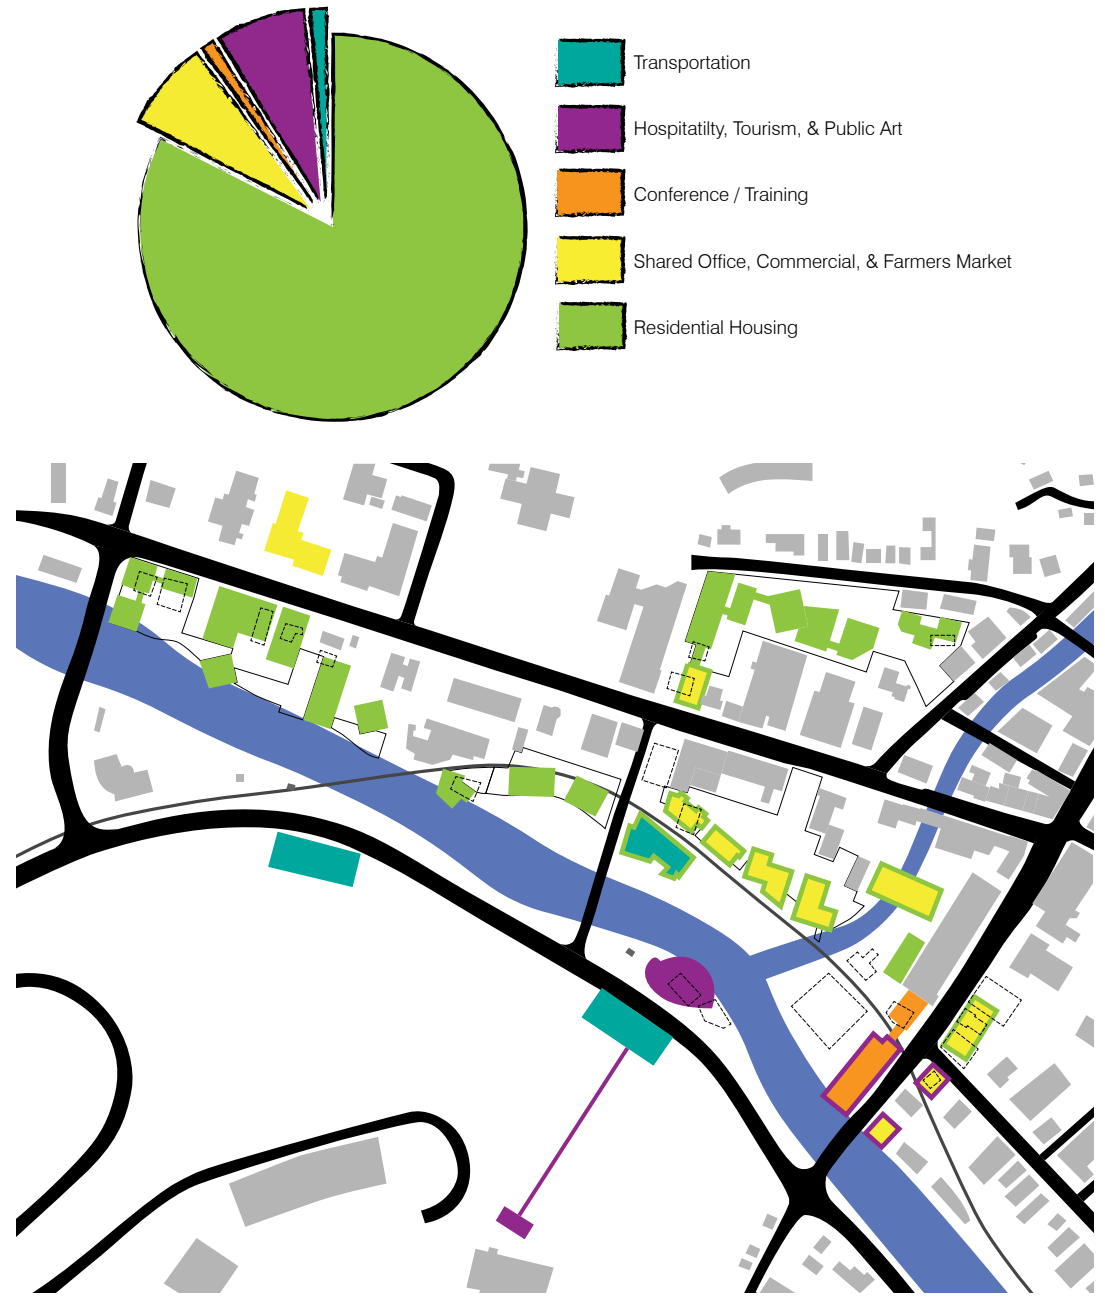 Transportation
Hospitatilty, Tourism, & Public Art
Conference / Training
Shared Office, Commercial, & Farmers Market
Residential Housing